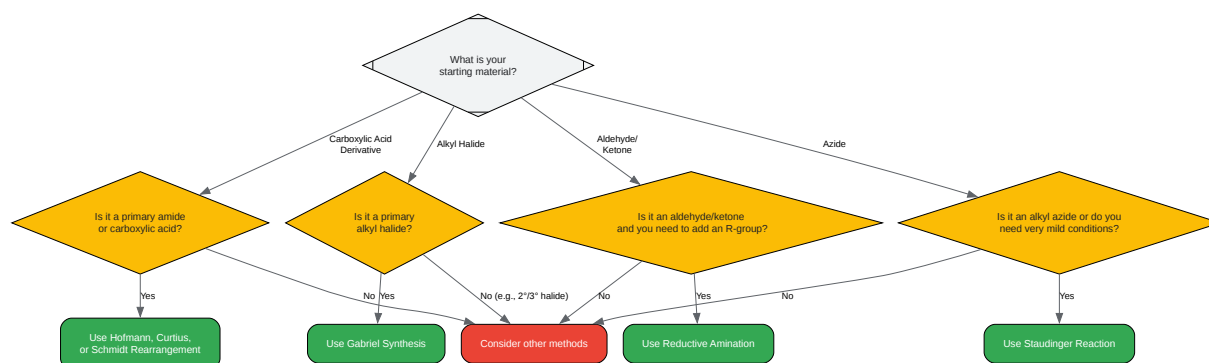 What is your
starting material?
Carboxylic Acid
Derivative
Alkyl Halide
Aldehyde/
Ketone
Azide
Is it a primary amide
or carboxylic acid?
Is it a primary
alkyl halide?
Is it an aldehyde/ketone
and you need to add an R-group?
Is it an alkyl azide or do you
need very mild conditions?
Yes
No
Yes
No (e.g., 2°/3° halide)
No
Yes
No
Yes
Use Hofmann, Curtius,
or Schmidt Rearrangement
Use Gabriel Synthesis
Consider other methods
Use Reductive Amination
Use Staudinger Reaction